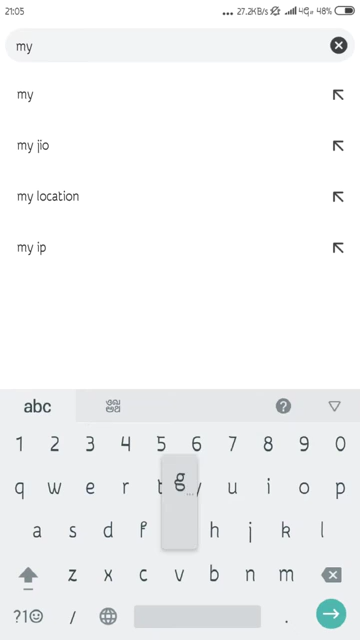 21:05 ... 27.2KB/s 4G 48%
my
my
my jio
my location
my ip
abc
1 2 3 4 5 6 7 8 9 0
q w e r t y u i o p
a s d f g h j k l
z x c v b n m
?1☺ / .